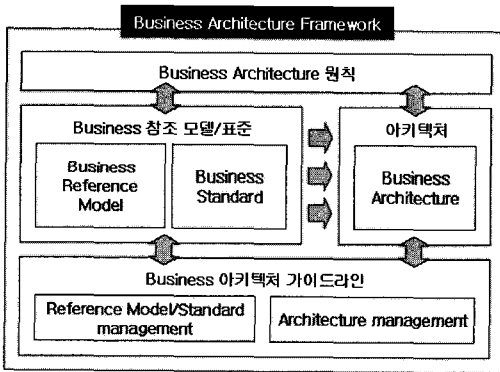 Business Architecture Framework
Business Architecture 원칙
Business 참조 모델/표준
Business
Reference
Model
Business
Standard
아키텍처
Business
Architecture
Business 아키텍처 가이드라인
Reference Model/Standard
management
Architecture management